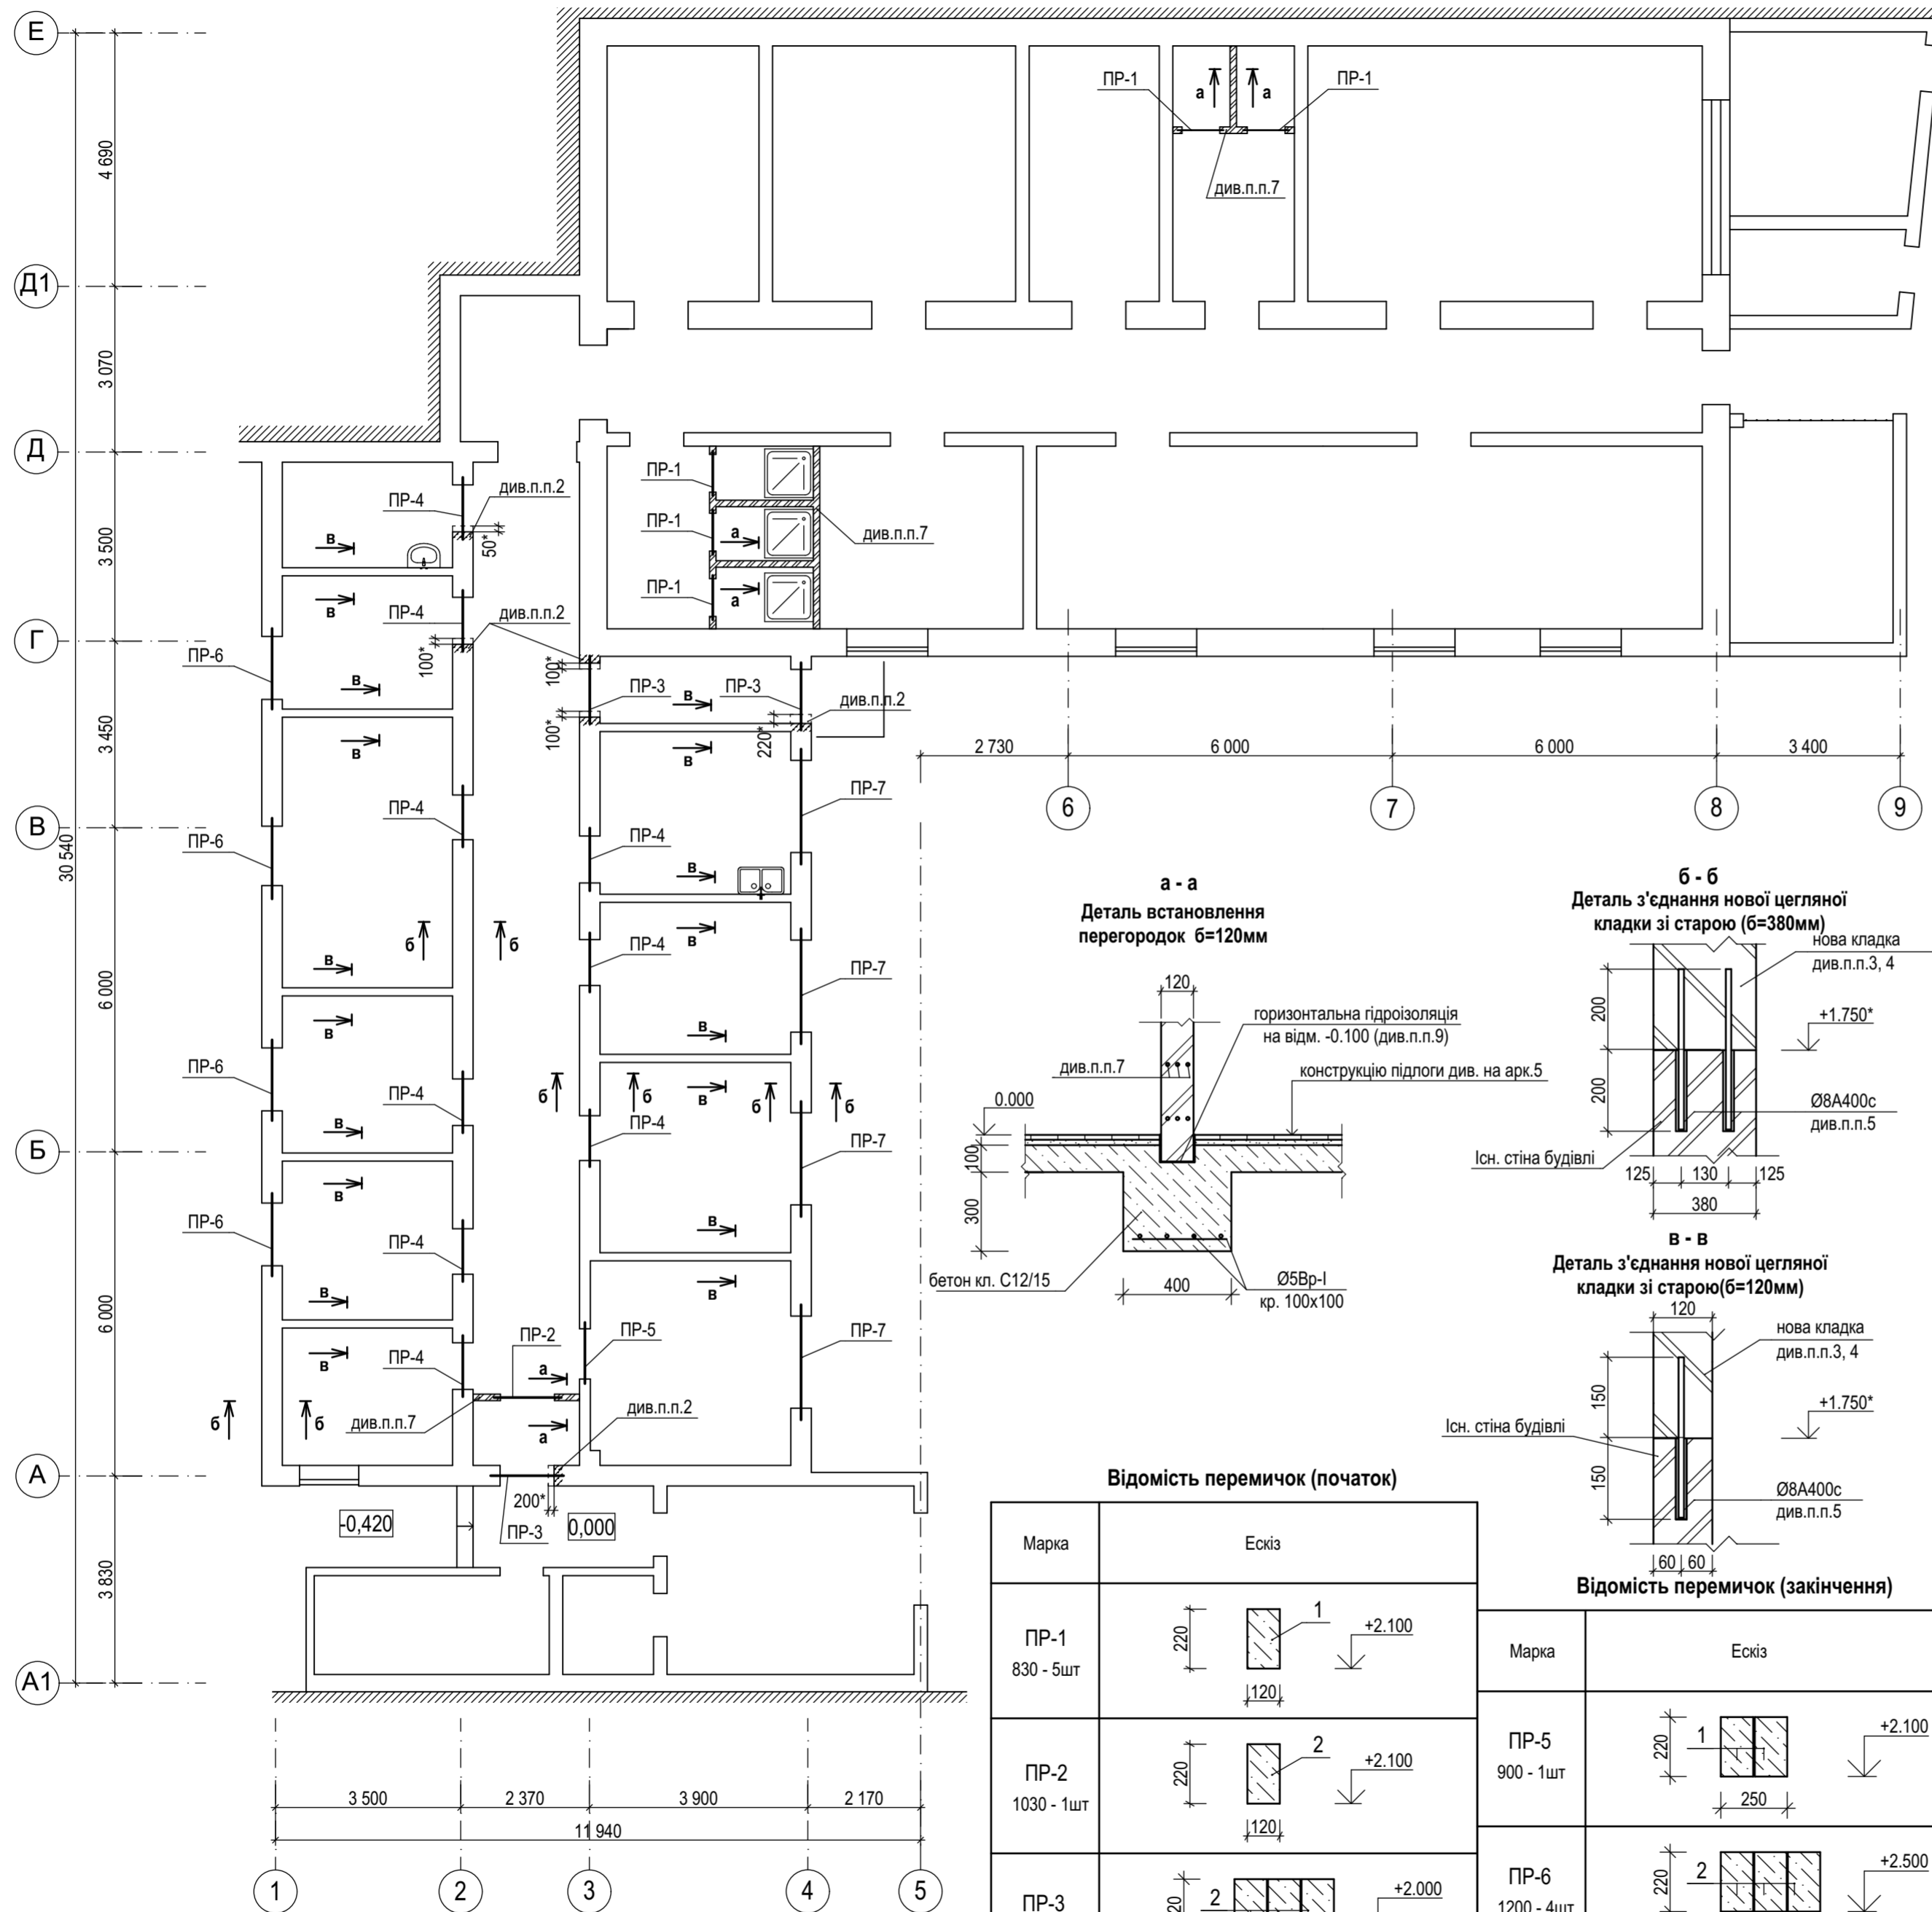 Е
Д1
Д
Г
В
Б
А
А1
4 690
3 070
3 500
3 450
6 000
6 000
3 830
30 540
ПР-1
ПР-1
а
а
див.п.п.7
ПР-4
див.п.п.2
50*
в
ПР-1
ПР-1
ПР-1
а
а
див.п.п.7
в
ПР-4
див.п.п.2
100*
ПР-6
в
100*
ПР-3
в
ПР-3
див.п.п.2
100*
220*
в
в
2 730
6 000
6 000
3 400
6
7
8
9
ПР-4
ПР-7
ПР-6
ПР-4
в
б
б
в
ПР-4
ПР-7
в
в
в
ПР-6
ПР-4
б
б
в
б
б
ПР-4
ПР-7
в
в
ПР-6
в
ПР-4
в
в
ПР-2
ПР-5
ПР-7
в
ПР-4
а
б
б
див.п.п.7
а
див.п.п.2
200*
-0,420
ПР-3
0,000
3 500
2 370
3 900
2 170
11 940
1
2
3
4
5
а - а
Деталь встановлення
перегородок б=120мм
120
горизонтальна гідроізоляція
на відм. -0.100 (див.п.п.9)
див.п.п.7
конструкцію підлоги див. на арк.5
0.000
100
300
бетон кл. С12/15
400
Ø5Вр-І
кр. 100х100
б - б
Деталь з'єднання нової цегляної
кладки зі старою (б=380мм)
нова кладка
див.п.п.3, 4
200
+1.750*
200
Ø8А400с
див.п.п.5
Існ. стіна будівлі
125
130
125
380
в - в
Деталь з'єднання нової цегляної
кладки зі старою(б=120мм)
120
нова кладка
див.п.п.3, 4
150
+1.750*
Існ. стіна будівлі
150
Ø8А400с
див.п.п.5
60
60
Відомість перемичок (початок)
Марка
Ескіз
ПР-1
830 - 5шт
220
1
+2.100
120
ПР-2
1030 - 1шт
220
2
+2.100
120
ПР-3
2
+2.000
Відомість перемичок (закінчення)
Марка
Ескіз
ПР-5
900 - 1шт
220
1
+2.100
250
ПР-6
1200 - 4шт
220
2
+2.500